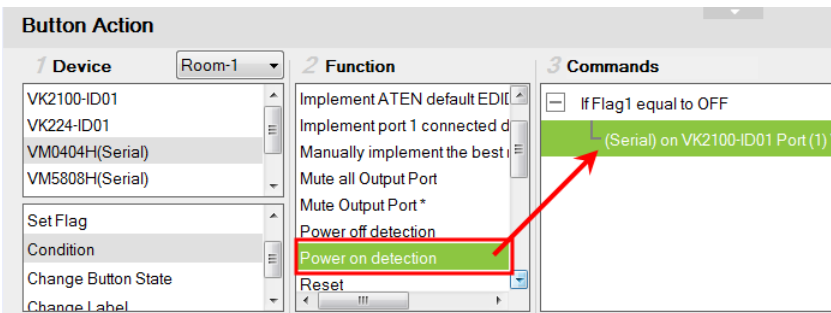 Button Action
1 Device
Room-1
VK2100-ID01
VK224-ID01
VM0404H(Serial)
VM5808H(Serial)
Set Flag
Condition
Change Button State
Change Label
2 Function
Implement ATEN default EDID
Implement port 1 connected d
Manually implement the best
Mute all Output Port
Mute Output Port *
Power off detection
Power on detection
Reset
3 Commands
If Flag1 equal to OFF
(Serial) on VK2100-ID01 Port (1)